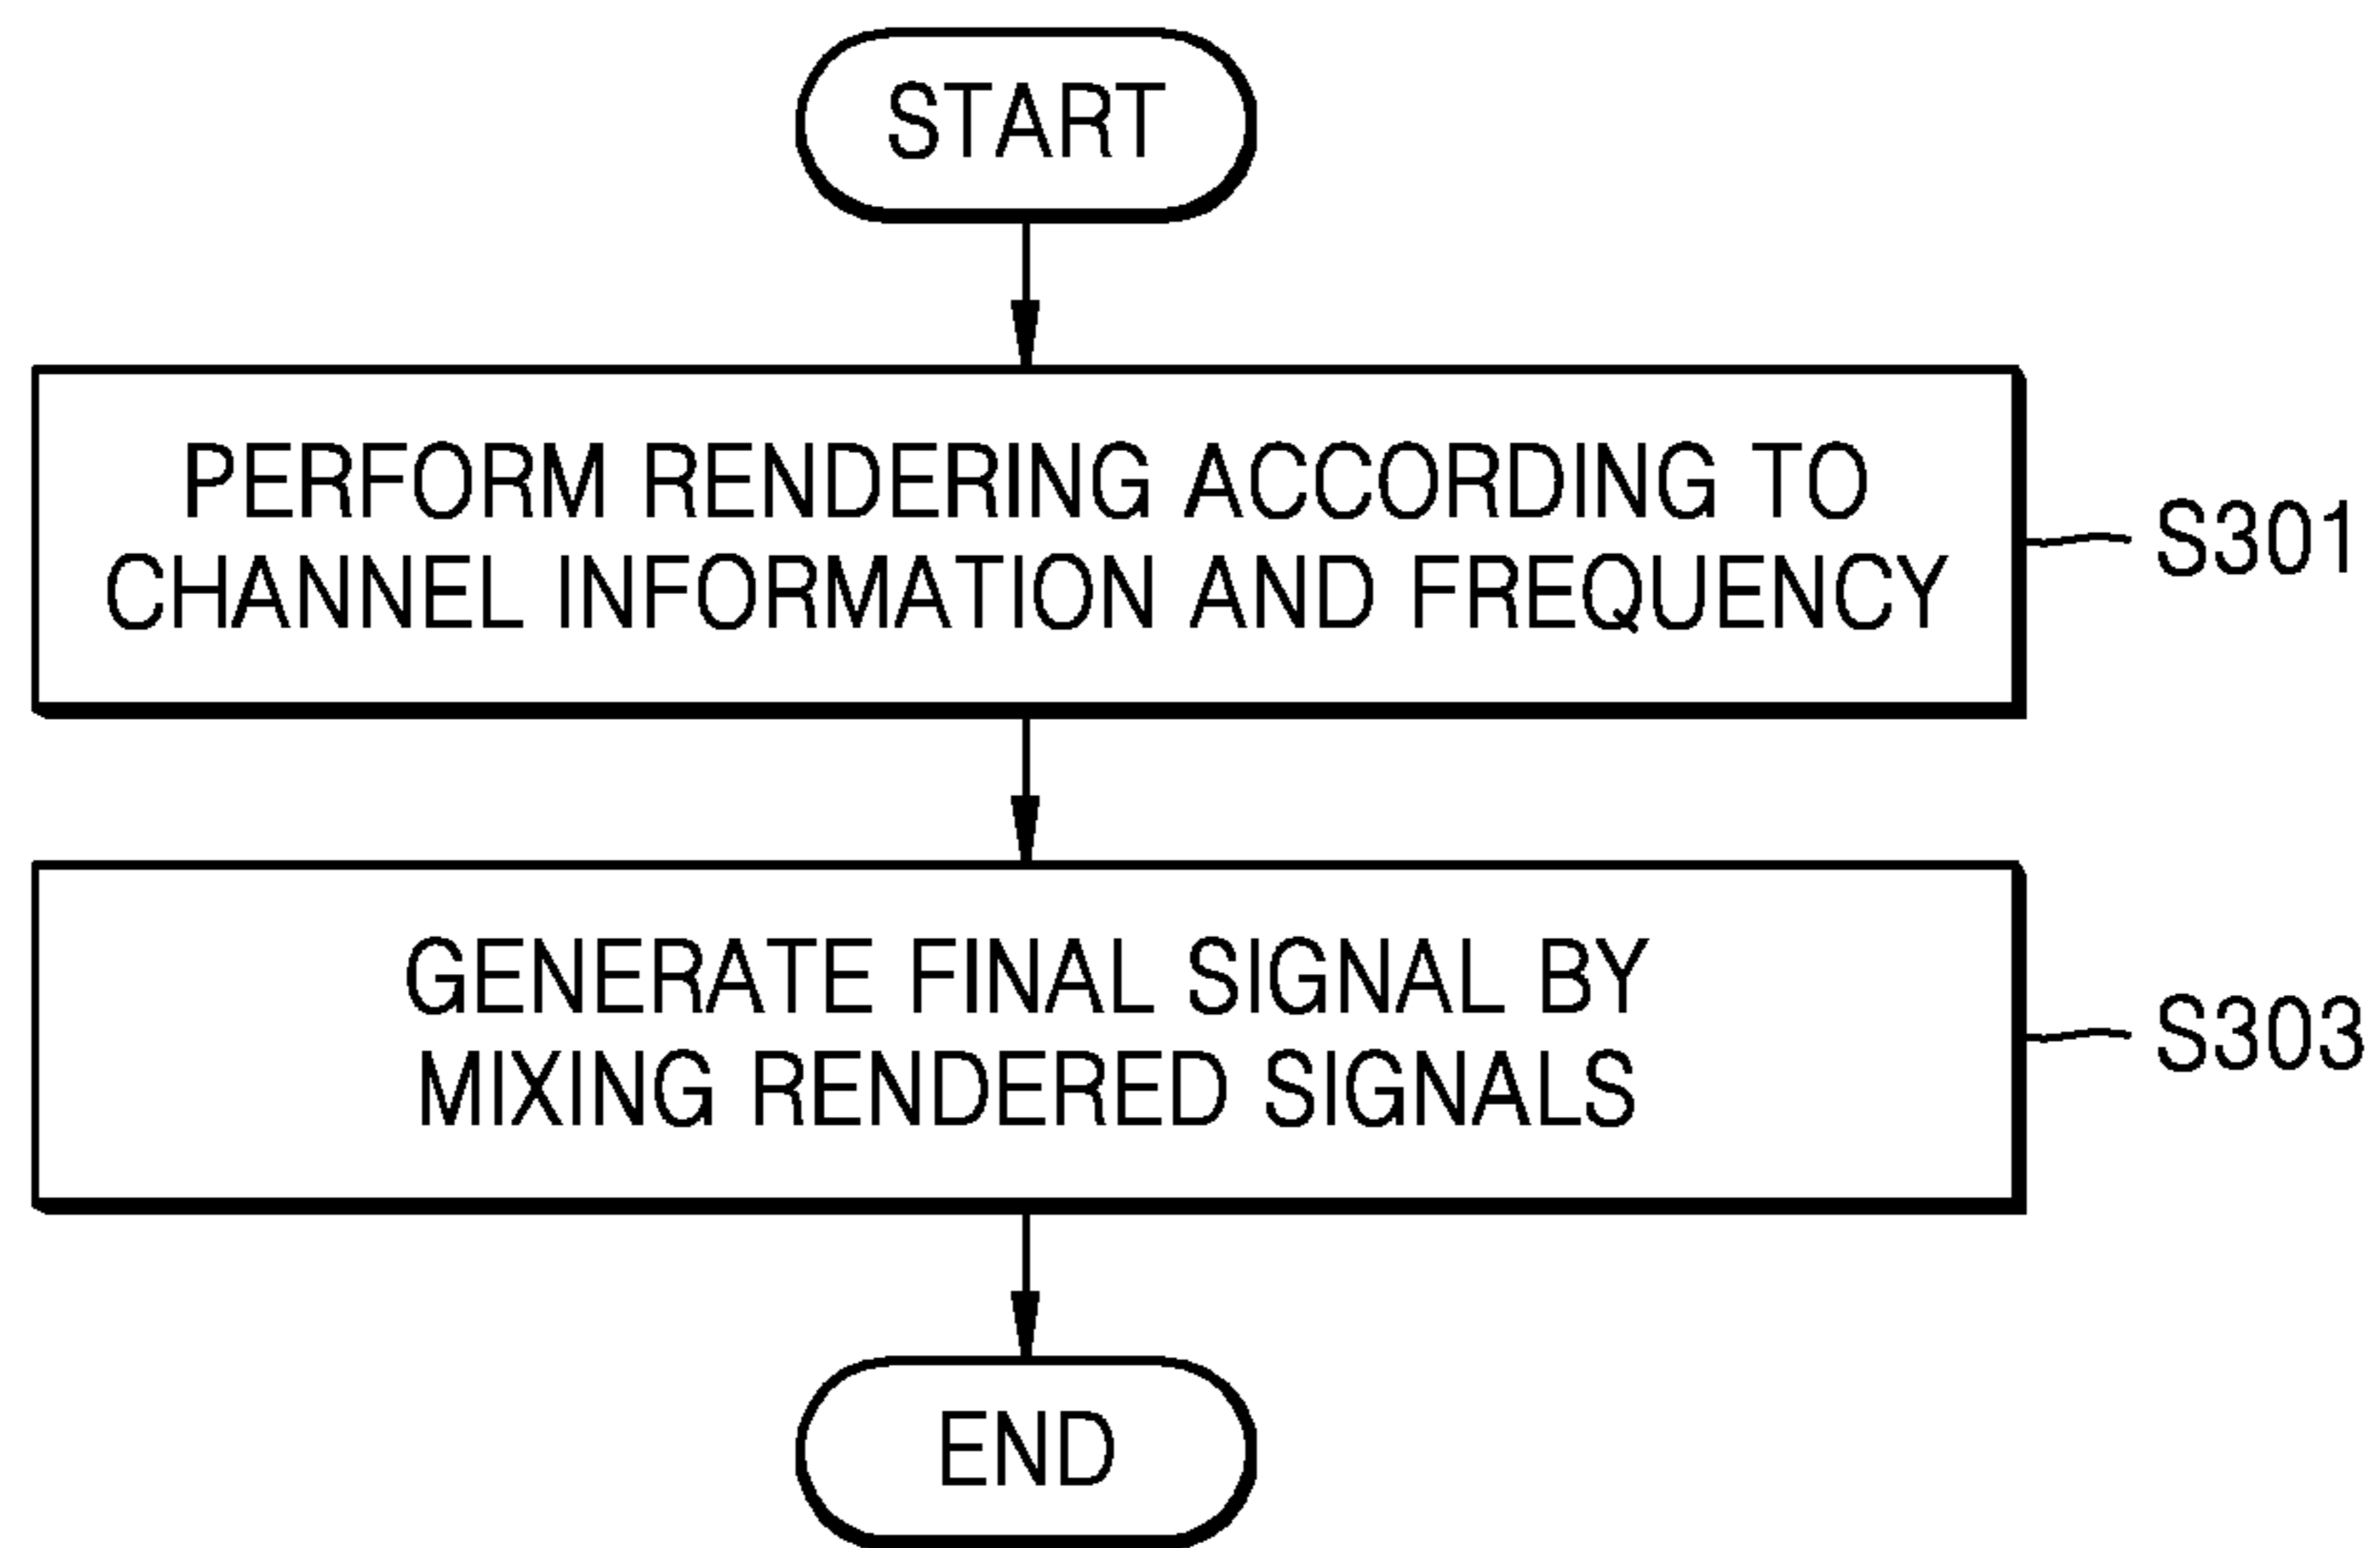 START
PERFORM RENDERING ACCORDING TO
CHANNEL INFORMATION AND FREQUENCY
S301
GENERATE FINAL SIGNAL BY
MIXING RENDERED SIGNALS
S303
END